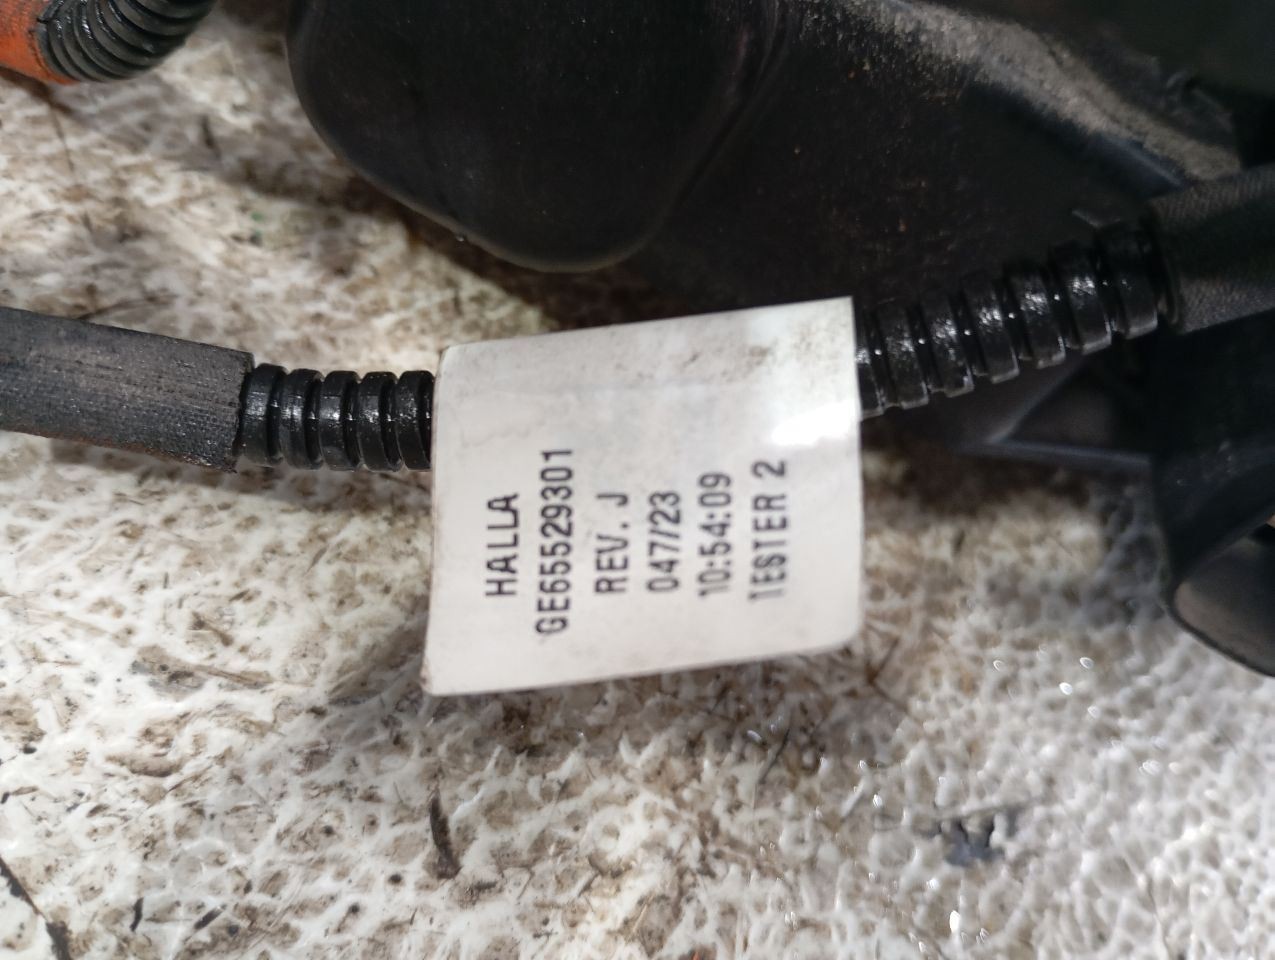 HALLA
GE65529301
REV. J
047/23
10:54:09
TESTER 2